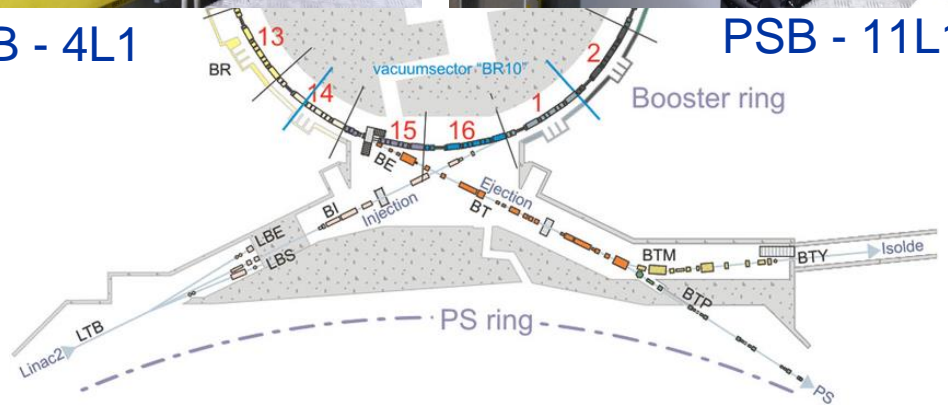 B - 4L1
PSB - 11L1
13
BR
14
vacuumsector "BR10"
2
1
15
16
Booster ring
BE
Ejection
BT
BI
Injection
LBE
LBS
BTM
BTY
Isolde
BTP
LTB
Linac2
PS ring
PS